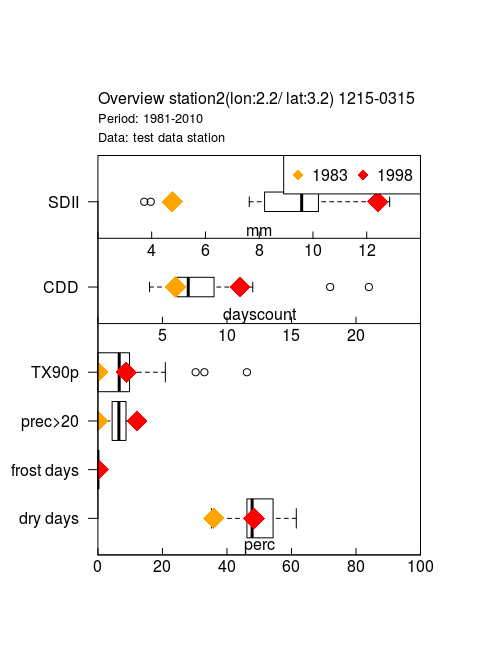 Overview station2(lon:2.2/ lat:3.2) 1215-0315
Period: 1981-2010
Data: test data station
1983 1998
SDII
mm
4 6 8 10 12
CDD
dayscount
5 10 15 20
TX90p
prec>20
frost days
dry days
perc
0 20 40 60 80 100